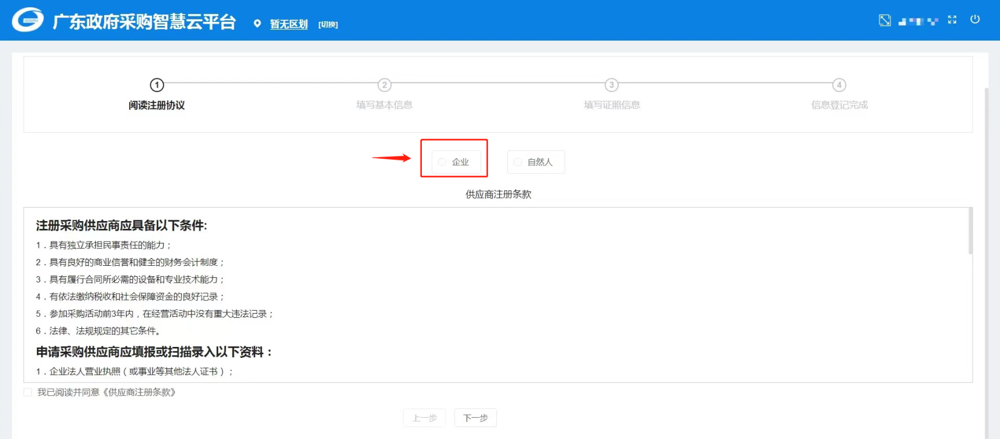 广东政府采购智慧云平台 暂无区划 [切换]
1 2 3 4
阅读注册协议 填写基本信息 填写证照信息 信息登记完成
企业 自然人
供应商注册条款
注册采购供应商应具备以下条件:
1．具有独立承担民事责任的能力；
2．具有良好的商业信誉和健全的财务会计制度；
3．具有履行合同所必需的设备和专业技术能力；
4．有依法缴纳税收和社会保障资金的良好记录；
5．参加采购活动前3年内，在经营活动中没有重大违法记录；
6．法律、法规规定的其它条件。
申请采购供应商应填报或扫描录入以下资料：
1．企业法人营业执照（或事业等其他法人证书）；
我已阅读并同意《供应商注册条款》
上一步 下一步